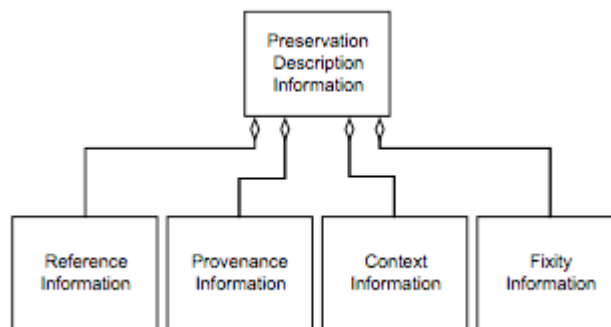 Preservation
Description
Information
Reference
Information
Provenance
Information
Context
Information
Fixity
Information